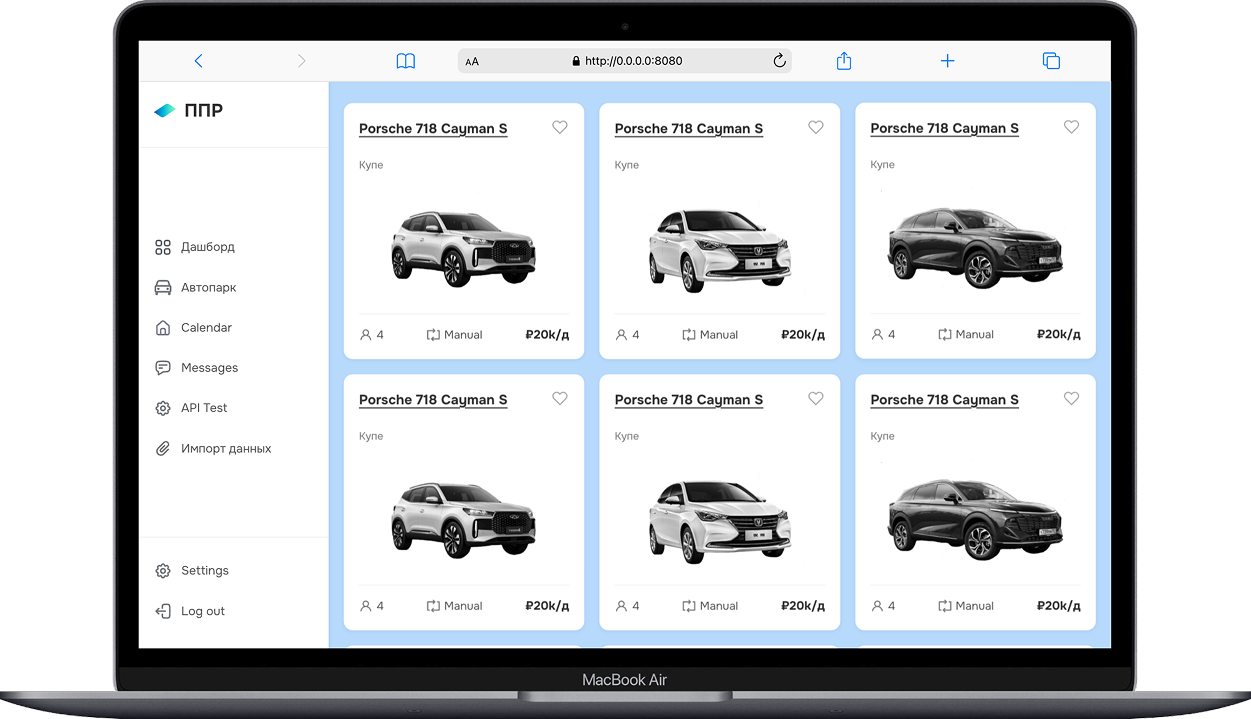 AA
http://0.0.0.0:8080
ППР
Дашборд
Автопарк
Calendar
Messages
API Test
Импорт данных
Settings
Log out
Porsche 718 Cayman S
Купе
4 Manual ₽20k/д
Porsche 718 Cayman S
Купе
4 Manual ₽20k/д
Porsche 718 Cayman S
Купе
4 Manual ₽20k/д
Porsche 718 Cayman S
Купе
4 Manual ₽20k/д
Porsche 718 Cayman S
Купе
4 Manual ₽20k/д
Porsche 718 Cayman S
Купе
4 Manual ₽20k/д
MacBook Air